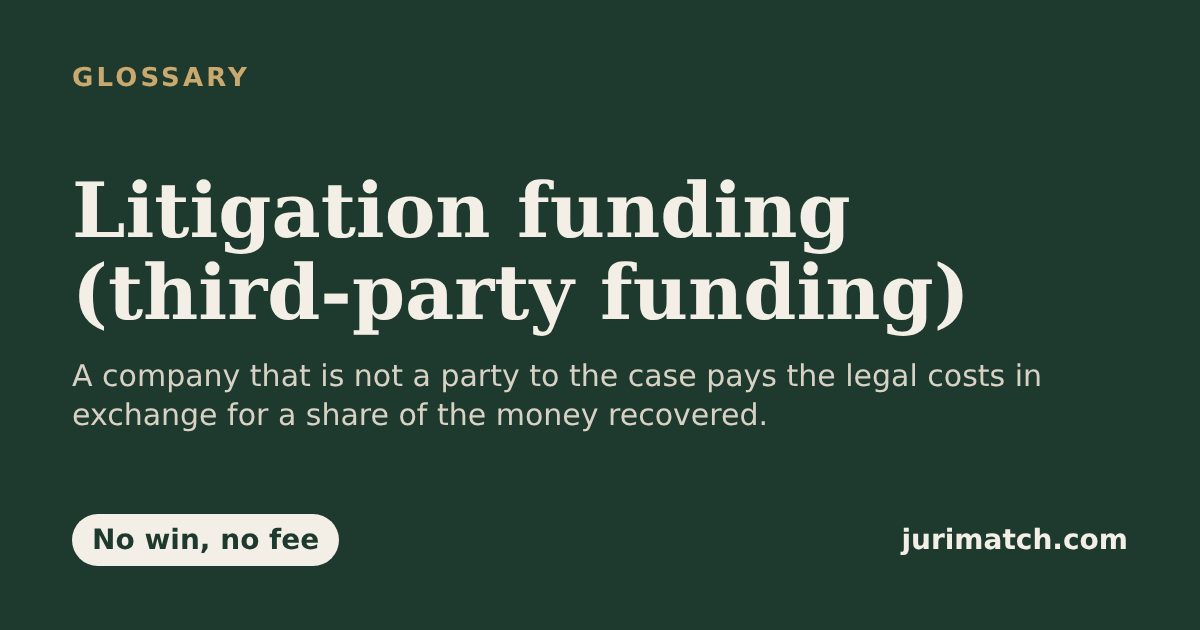 GLOSSARY
Litigation funding
(third-party funding)
A company that is not a party to the case pays the legal costs in
exchange for a share of the money recovered.
No win, no fee
jurimatch.com